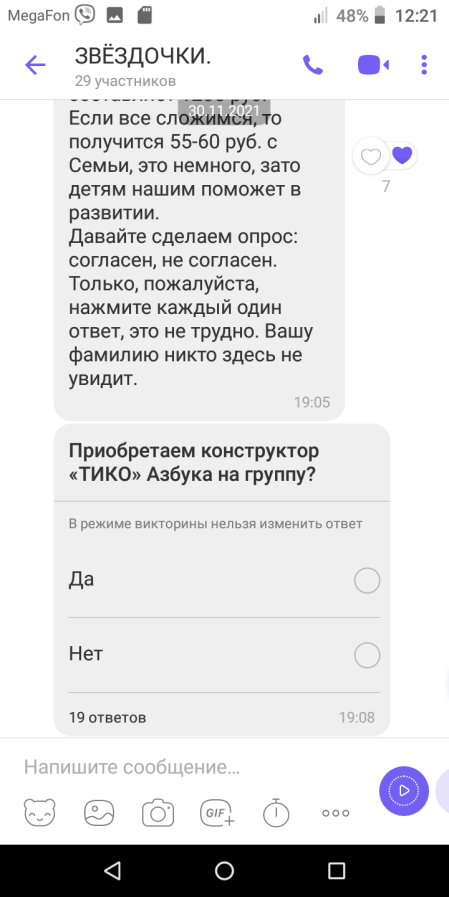 MegaFon 48% 12:21
ЗВЁЗДОЧКИ.
29 участников
30.11.2021
Если все сложимся, то
получится 55-60 руб. с
Семьи, это немного, зато
детям нашим поможет в
развитии.
Давайте сделаем опрос:
согласен, не согласен.
Только, пожалуйста,
нажмите каждый один
ответ, это не трудно. Вашу
фамилию никто здесь не
увидит.
19:05
7
Приобретаем конструктор
«ТИКО» Азбука на группу?
В режиме викторины нельзя изменить ответ
Да
Нет
19 ответов 19:08
Напишите сообщение...
GIF